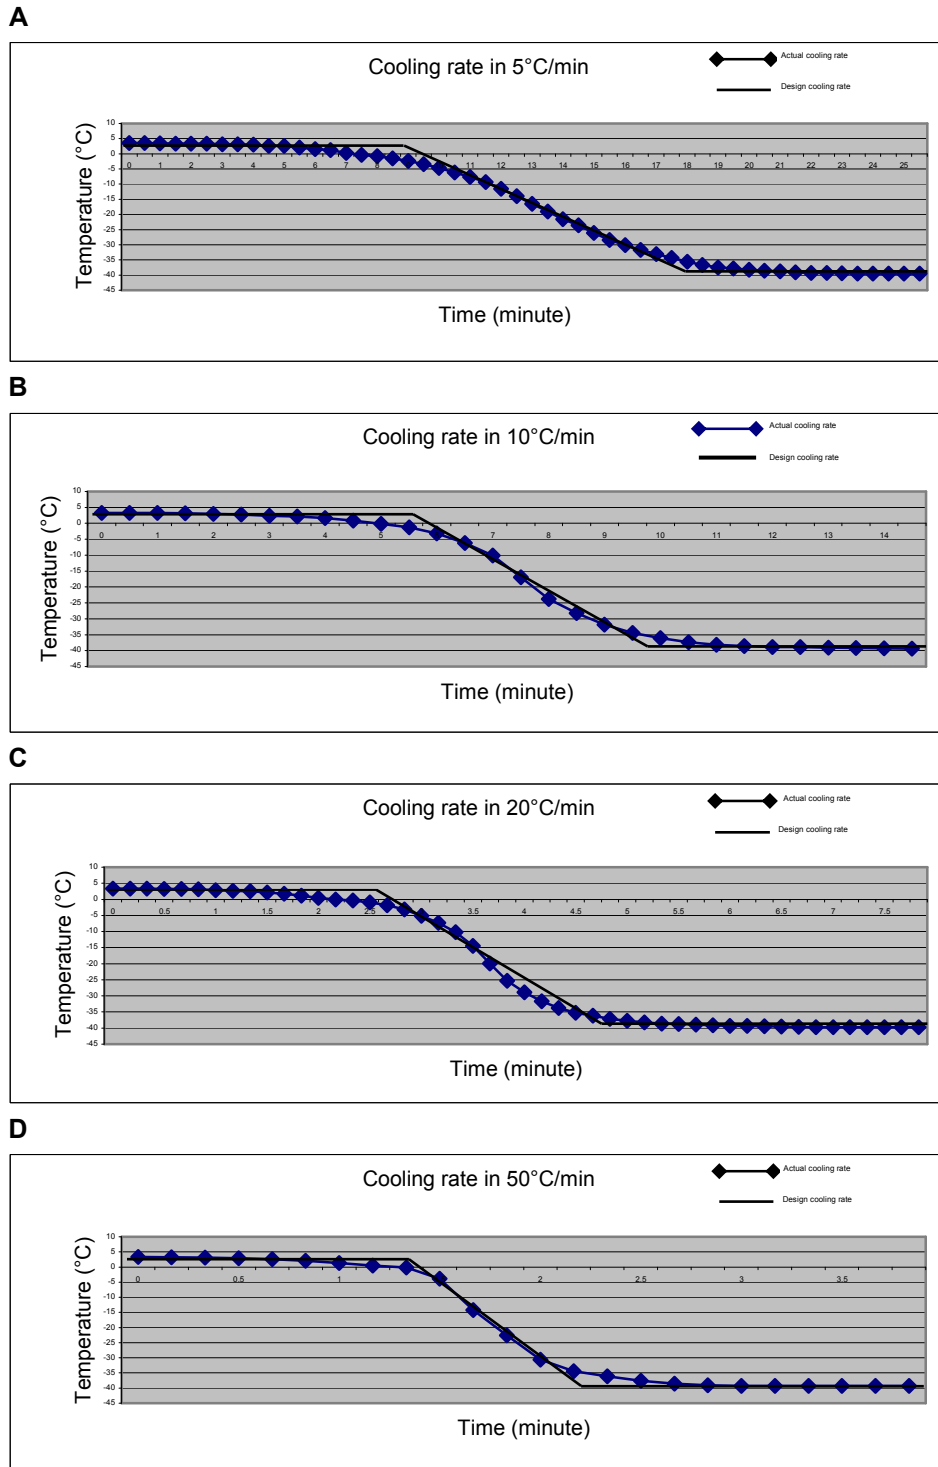 A
Cooling rate in 5°C/min
Actual cooling rate
Design cooling rate
Temperature (°C)
10
5
0
-5
-10
-15
-20
-25
-30
-35
-40
-45
0 1 2 3 4 5 6 7 8 11 12 13 14 15 16 17 18 19 20 21 22 23 24 25
Time (minute)
B
Cooling rate in 10°C/min
Actual cooling rate
Design cooling rate
Temperature (°C)
10
5
0
-5
-10
-15
-20
-25
-30
-35
-40
-45
0 1 2 3 4 5 7 8 9 10 11 12 13 14
Time (minute)
C
Cooling rate in 20°C/min
Actual cooling rate
Design cooling rate
Temperature (°C)
10
5
0
-5
-10
-15
-20
-25
-30
-35
-40
-45
0 0.5 1 1.5 2 2.5 3.5 4 4.5 5 5.5 6 6.5 7 7.5
Time (minute)
D
Cooling rate in 50°C/min
Actual cooling rate
Design cooling rate
Temperature (°C)
10
5
0
-5
-10
-15
-20
-25
-30
-35
-40
-45
0 0.5 1 2 2.5 3 3.5
Time (minute)